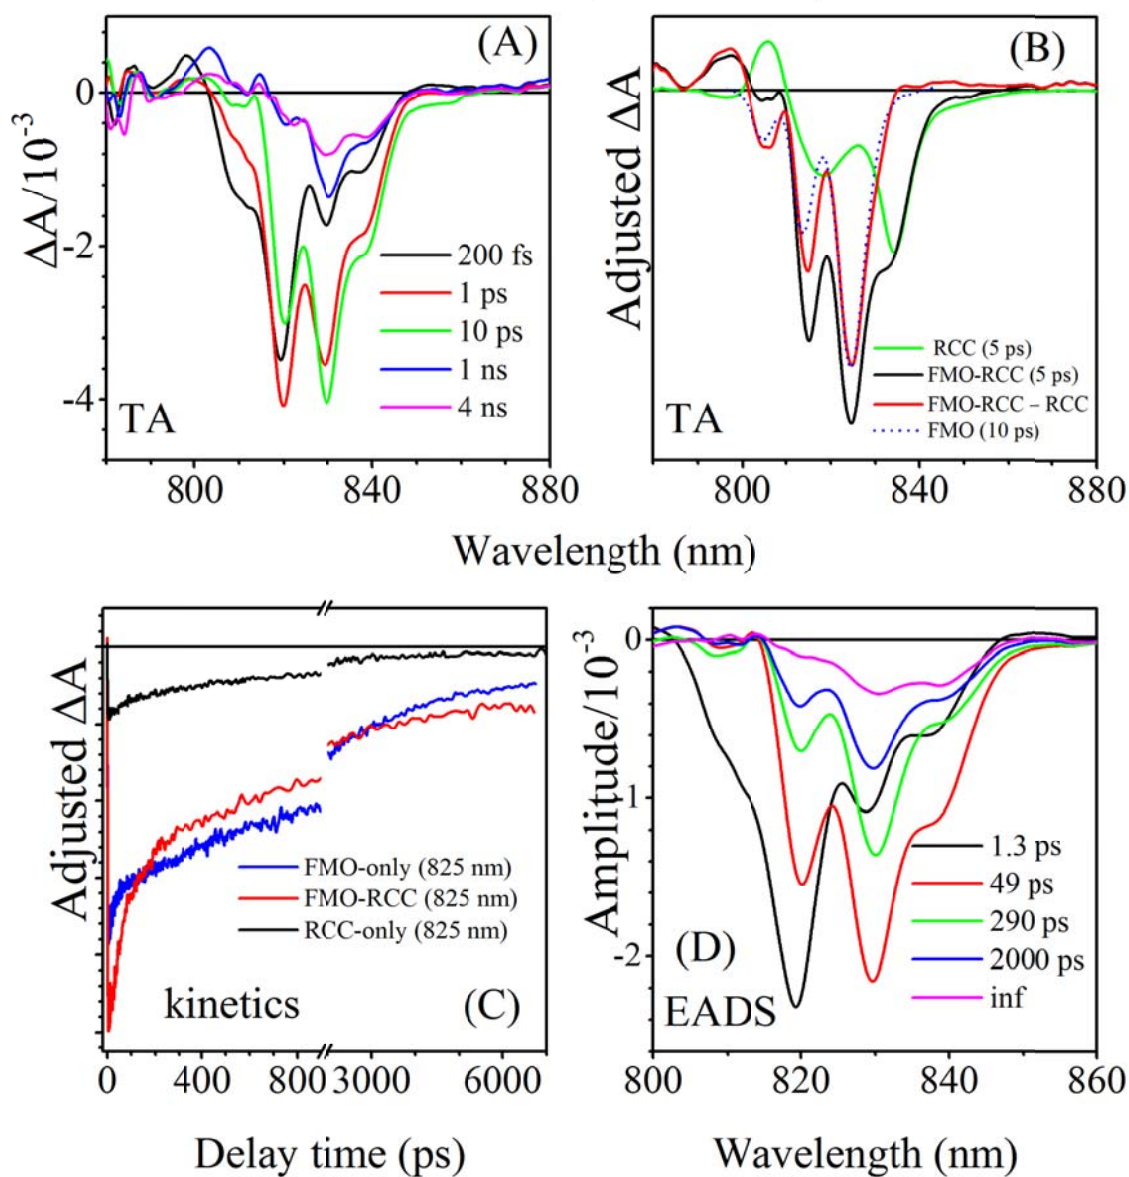 (A)
0
-2
-4
ΔA/10⁻³
200 fs
1 ps
10 ps
1 ns
4 ns
TA
800 840 880
(B)
Adjusted ΔA
RCC (5 ps)
FMO-RCC (5 ps)
FMO-RCC – RCC
FMO (10 ps)
TA
800 840 880
Wavelength (nm)
Adjusted ΔA
FMO-only (825 nm)
FMO-RCC (825 nm)
RCC-only (825 nm)
kinetics
(C)
0 400 800 3000 6000
Delay time (ps)
0
-1
-2
Amplitude/10⁻³
1.3 ps
49 ps
290 ps
2000 ps
inf
(D)
EADS
800 820 840 860
Wavelength (nm)